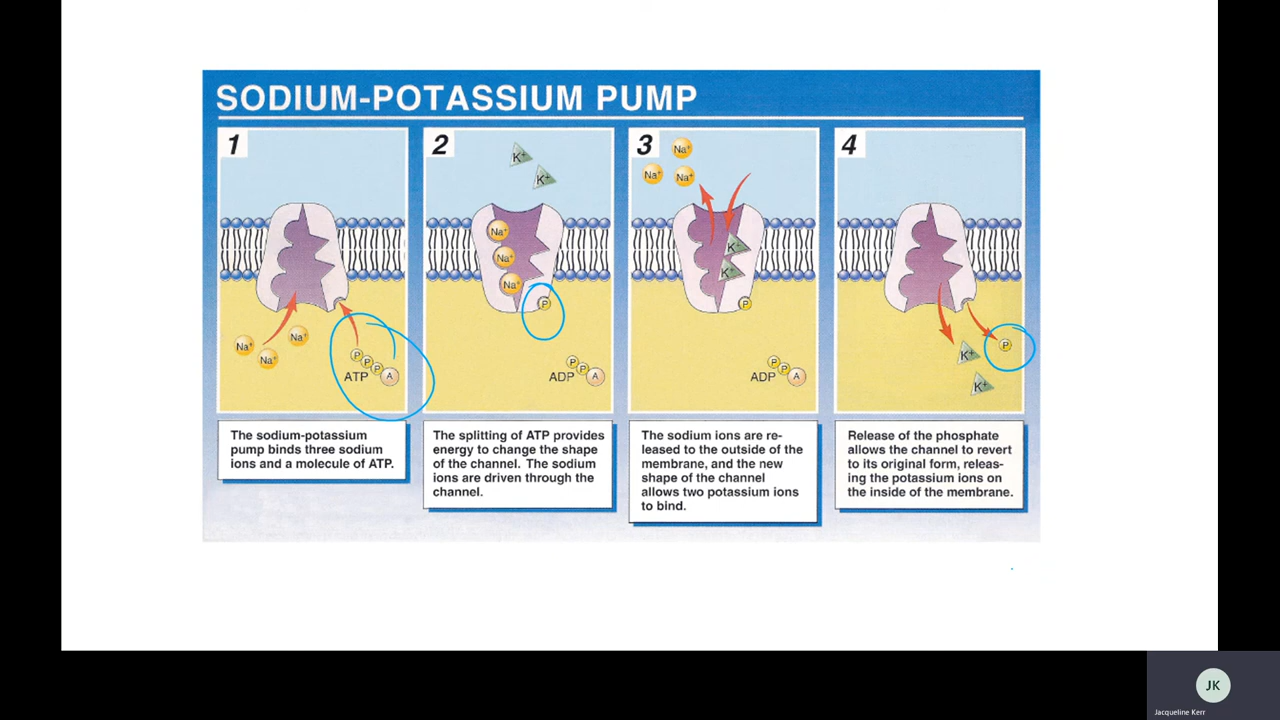 SODIUM-POTASSIUM PUMP
1
Na⁺
Na⁺
Na⁺
P
P
P
A
ATP
The sodium-potassium
pump binds three sodium
ions and a molecule of ATP.
2
K⁺
K⁺
Na⁺
Na⁺
Na⁺
P
P
P
A
ADP
The splitting of ATP provides
energy to change the shape
of the channel. The sodium
ions are driven through the
channel.
3
Na⁺
Na⁺
Na⁺
K⁺
K⁺
P
P
P
A
ADP
The sodium ions are re-
leased to the outside of the
membrane, and the new
shape of the channel
allows two potassium ions
to bind.
4
P
K⁺
K⁺
Release of the phosphate
allows the channel to revert
to its original form, releas-
ing the potassium ions on
the inside of the membrane.
JK
Jacqueline Kerr